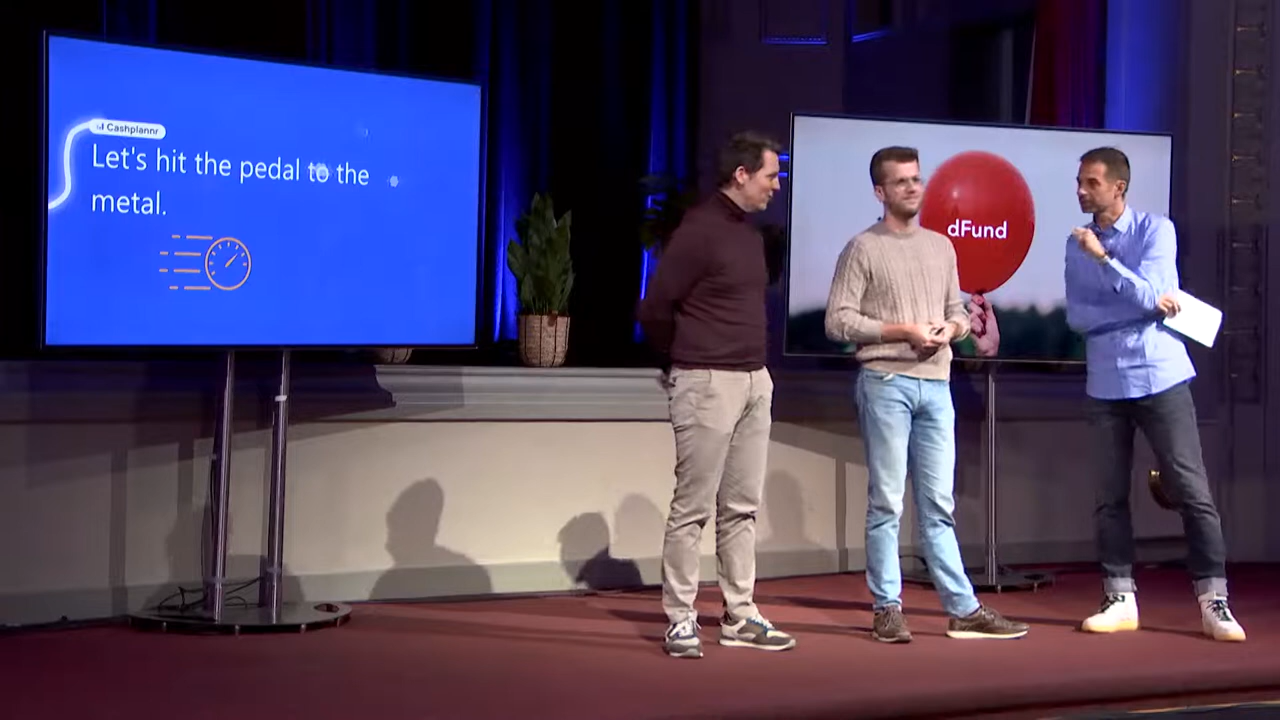 Cashplannr
Let's hit the pedal to the
metal.
dFund